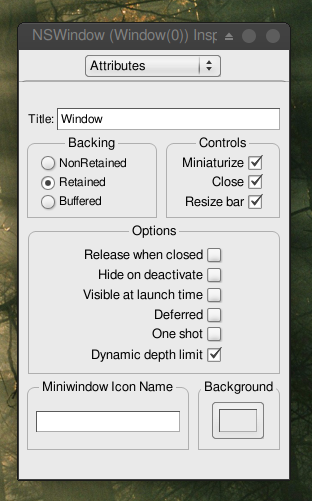 NSWindow (Window(0)) Insp
Attributes
Title: Window
Backing
NonRetained
Retained
Buffered
Controls
Miniaturize
Close
Resize bar
Options
Release when closed
Hide on deactivate
Visible at launch time
Deferred
One shot
Dynamic depth limit
Miniwindow Icon Name
Background